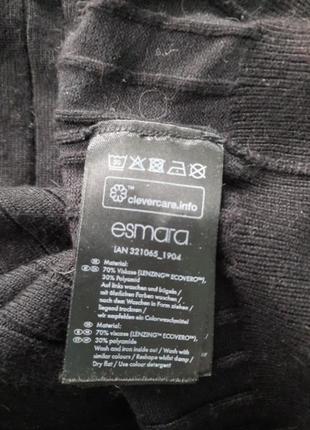 30
clevercare.info
esmara
IAN 321065_1904
Material:
70% Viskose (LENZING™ ECOVERO™),
30% Polyamid
Auf links waschen und bügeln /
mit ähnlichen Farben waschen /
nach dem Waschen in Form ziehen /
liegend trocknen /
wir empfehlen ein Colorwaschmittel
Material:
70% viscose (LENZING™ ECOVERO™),
30% polyamide
Wash and iron inside out / Wash with
similar colours / Reshape whilst damp /
Dry flat / Use colour detergent